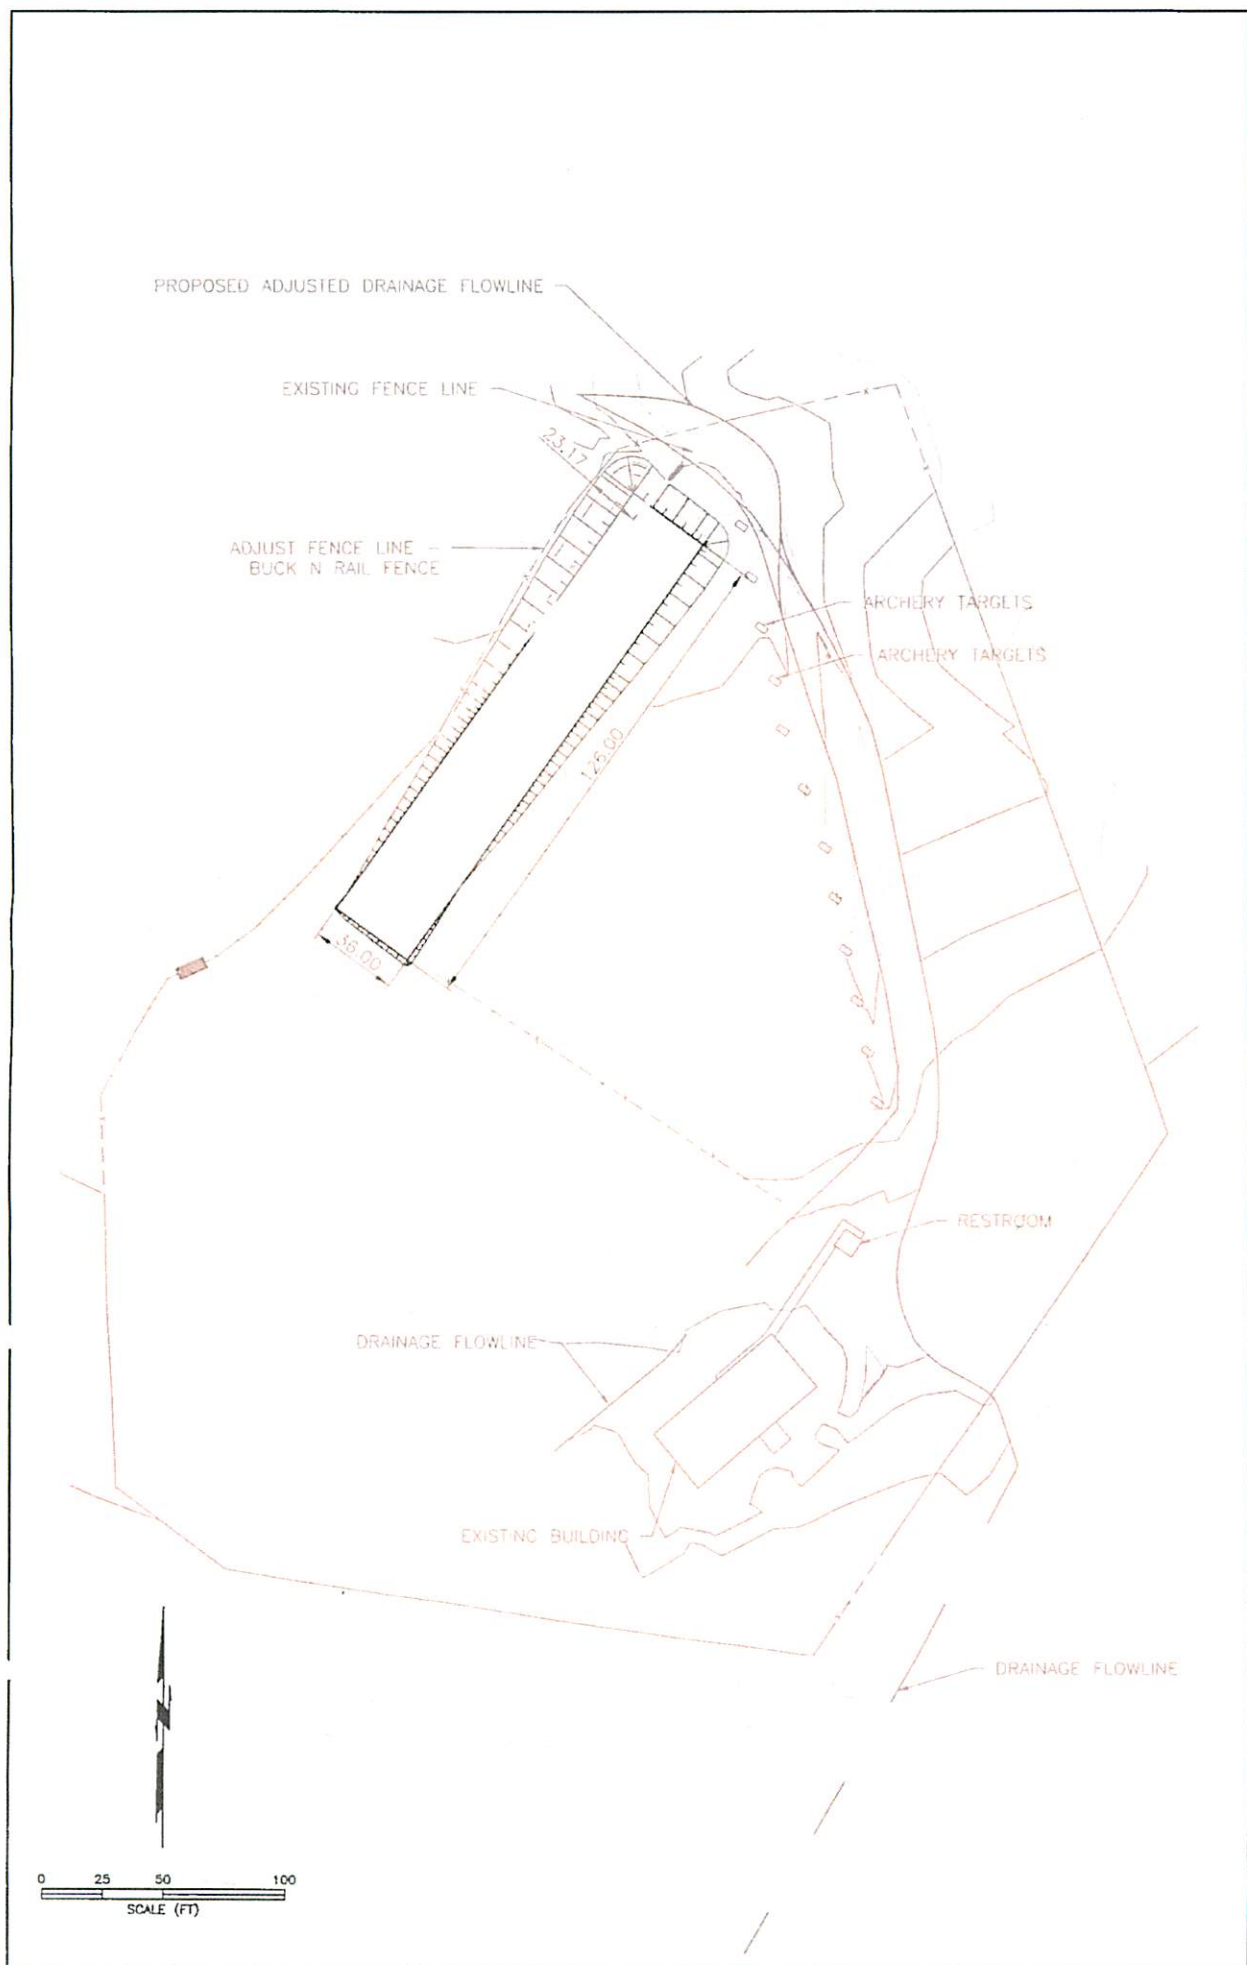 PROPOSED ADJUSTED DRAINAGE FLOWLINE
EXISTING FENCE LINE
23.17
ADJUST FENCE LINE
BUCK N RAIL FENCE
ARCHERY TARGETS
ARCHERY TARGETS
126.00
36.00
RESTROOM
DRAINAGE FLOWLINE
EXISTING BUILDING
DRAINAGE FLOWLINE
0 25 50 100
SCALE (FT)